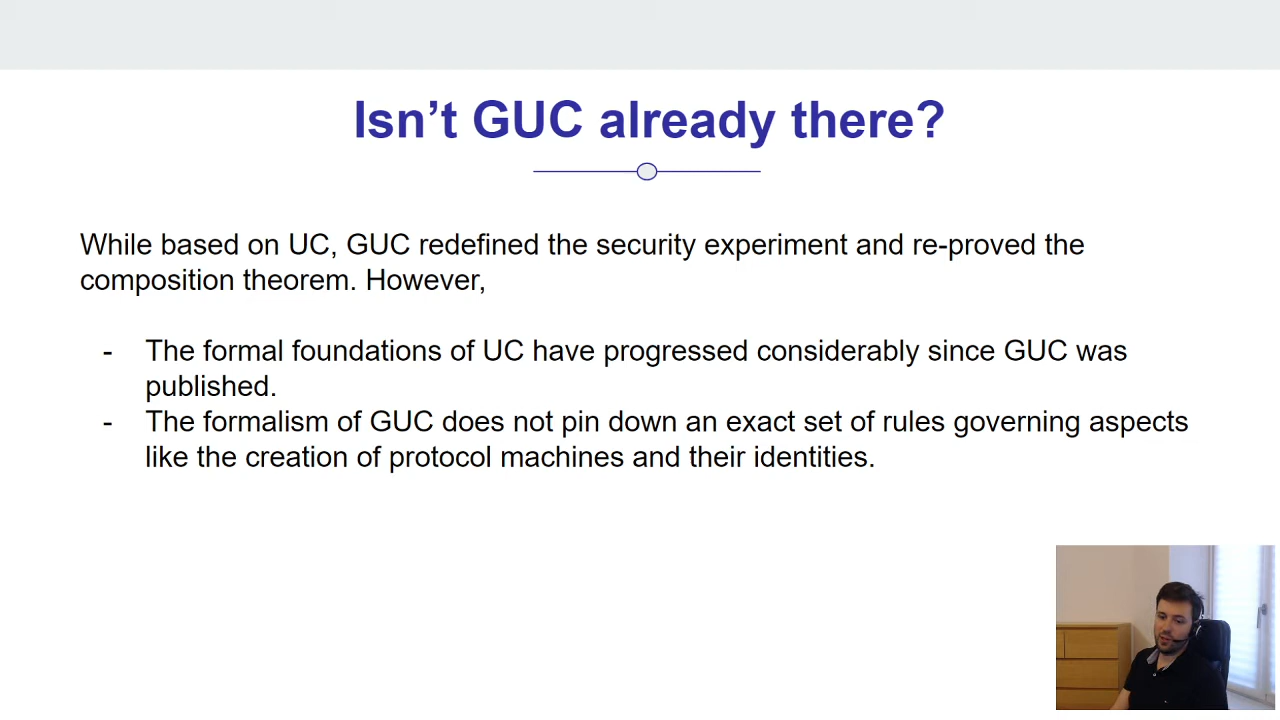 Isn’t GUC already there?
While based on UC, GUC redefined the security experiment and re-proved the
composition theorem. However,
- The formal foundations of UC have progressed considerably since GUC was
published.
- The formalism of GUC does not pin down an exact set of rules governing aspects
like the creation of protocol machines and their identities.